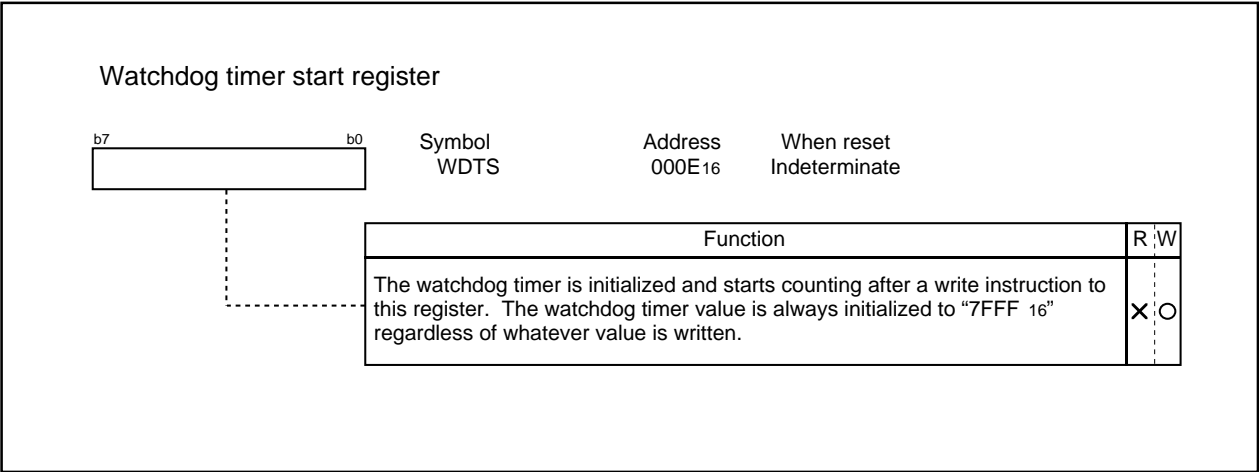 Watchdog timer start register
b7 b0 Symbol Address When reset
WDTS 000E16 Indeterminate
Function R W
The watchdog timer is initialized and starts counting after a write instruction to
this register. The watchdog timer value is always initialized to “7FFF 16”
regardless of whatever value is written.